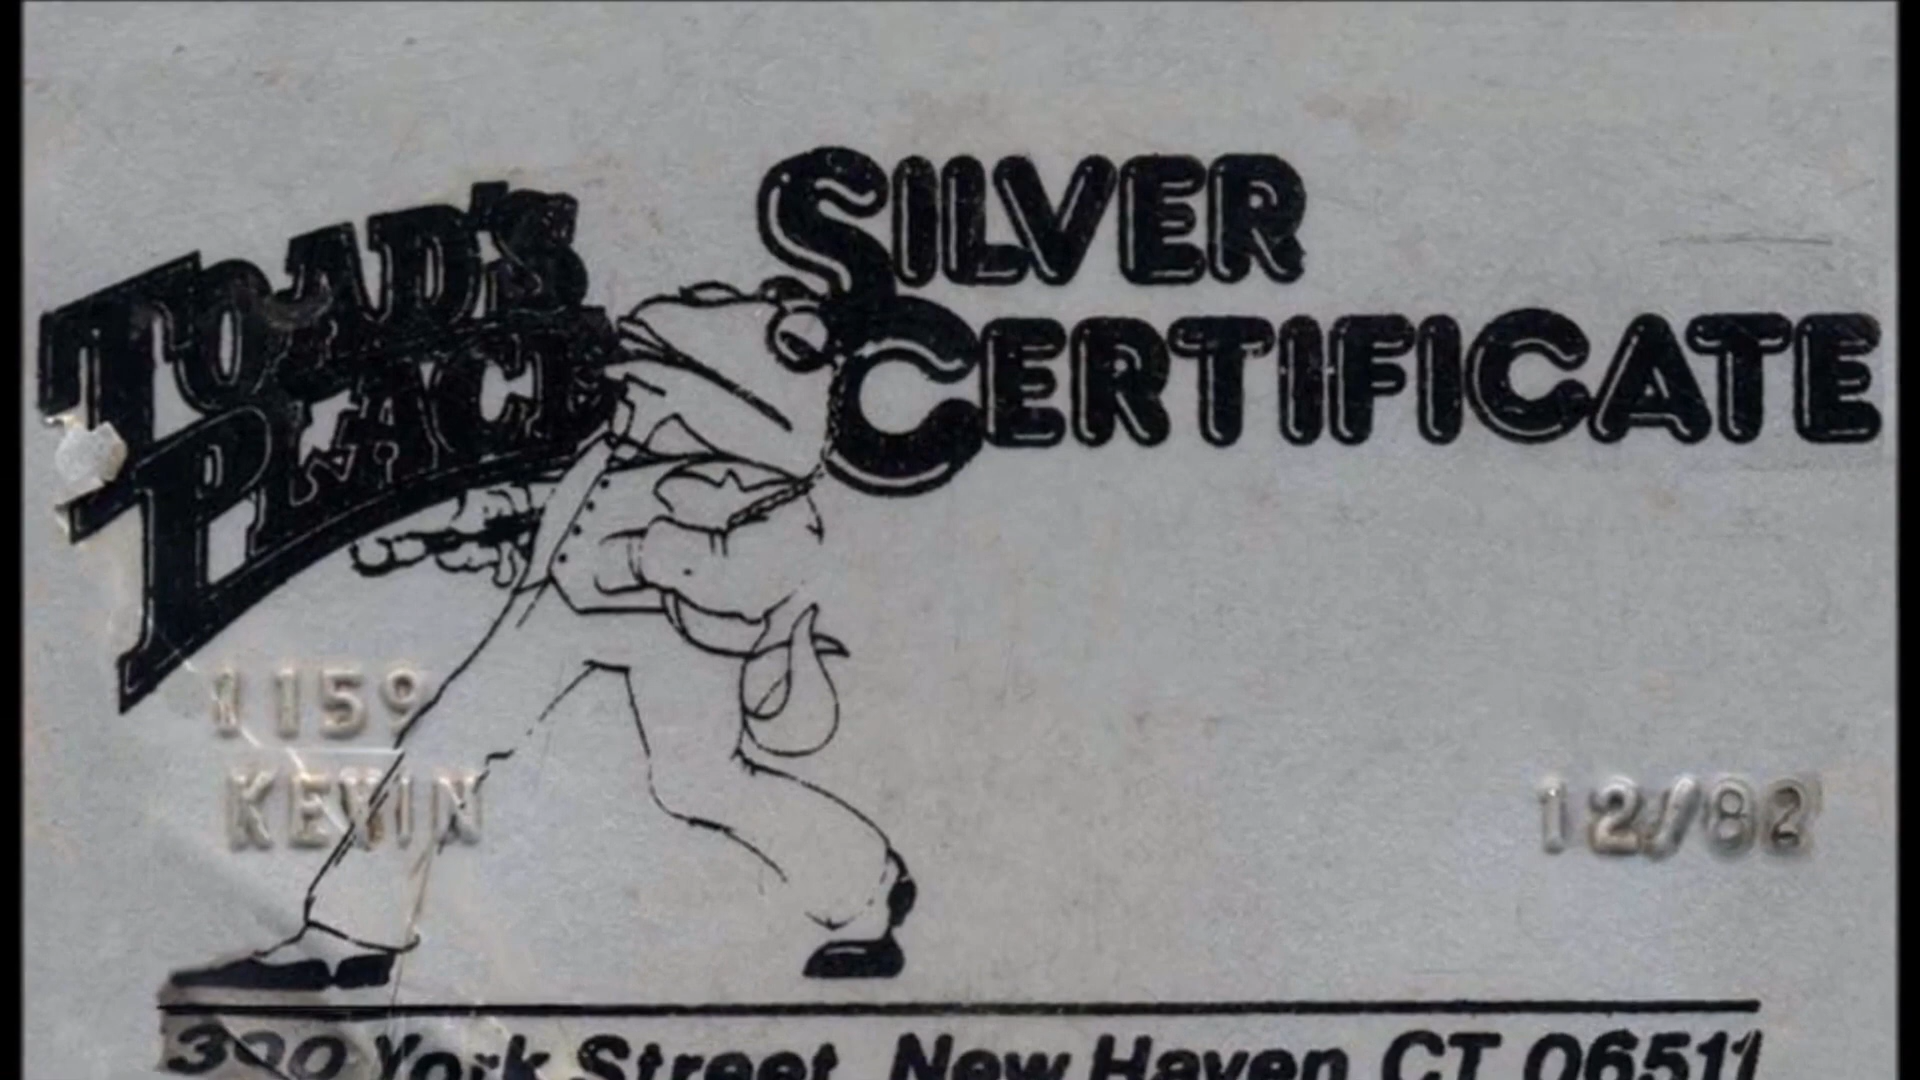 TOAD'S
PLACE
SILVER
CERTIFICATE
1159
KEVIN
12/82
300 York Street, New Haven CT 06511